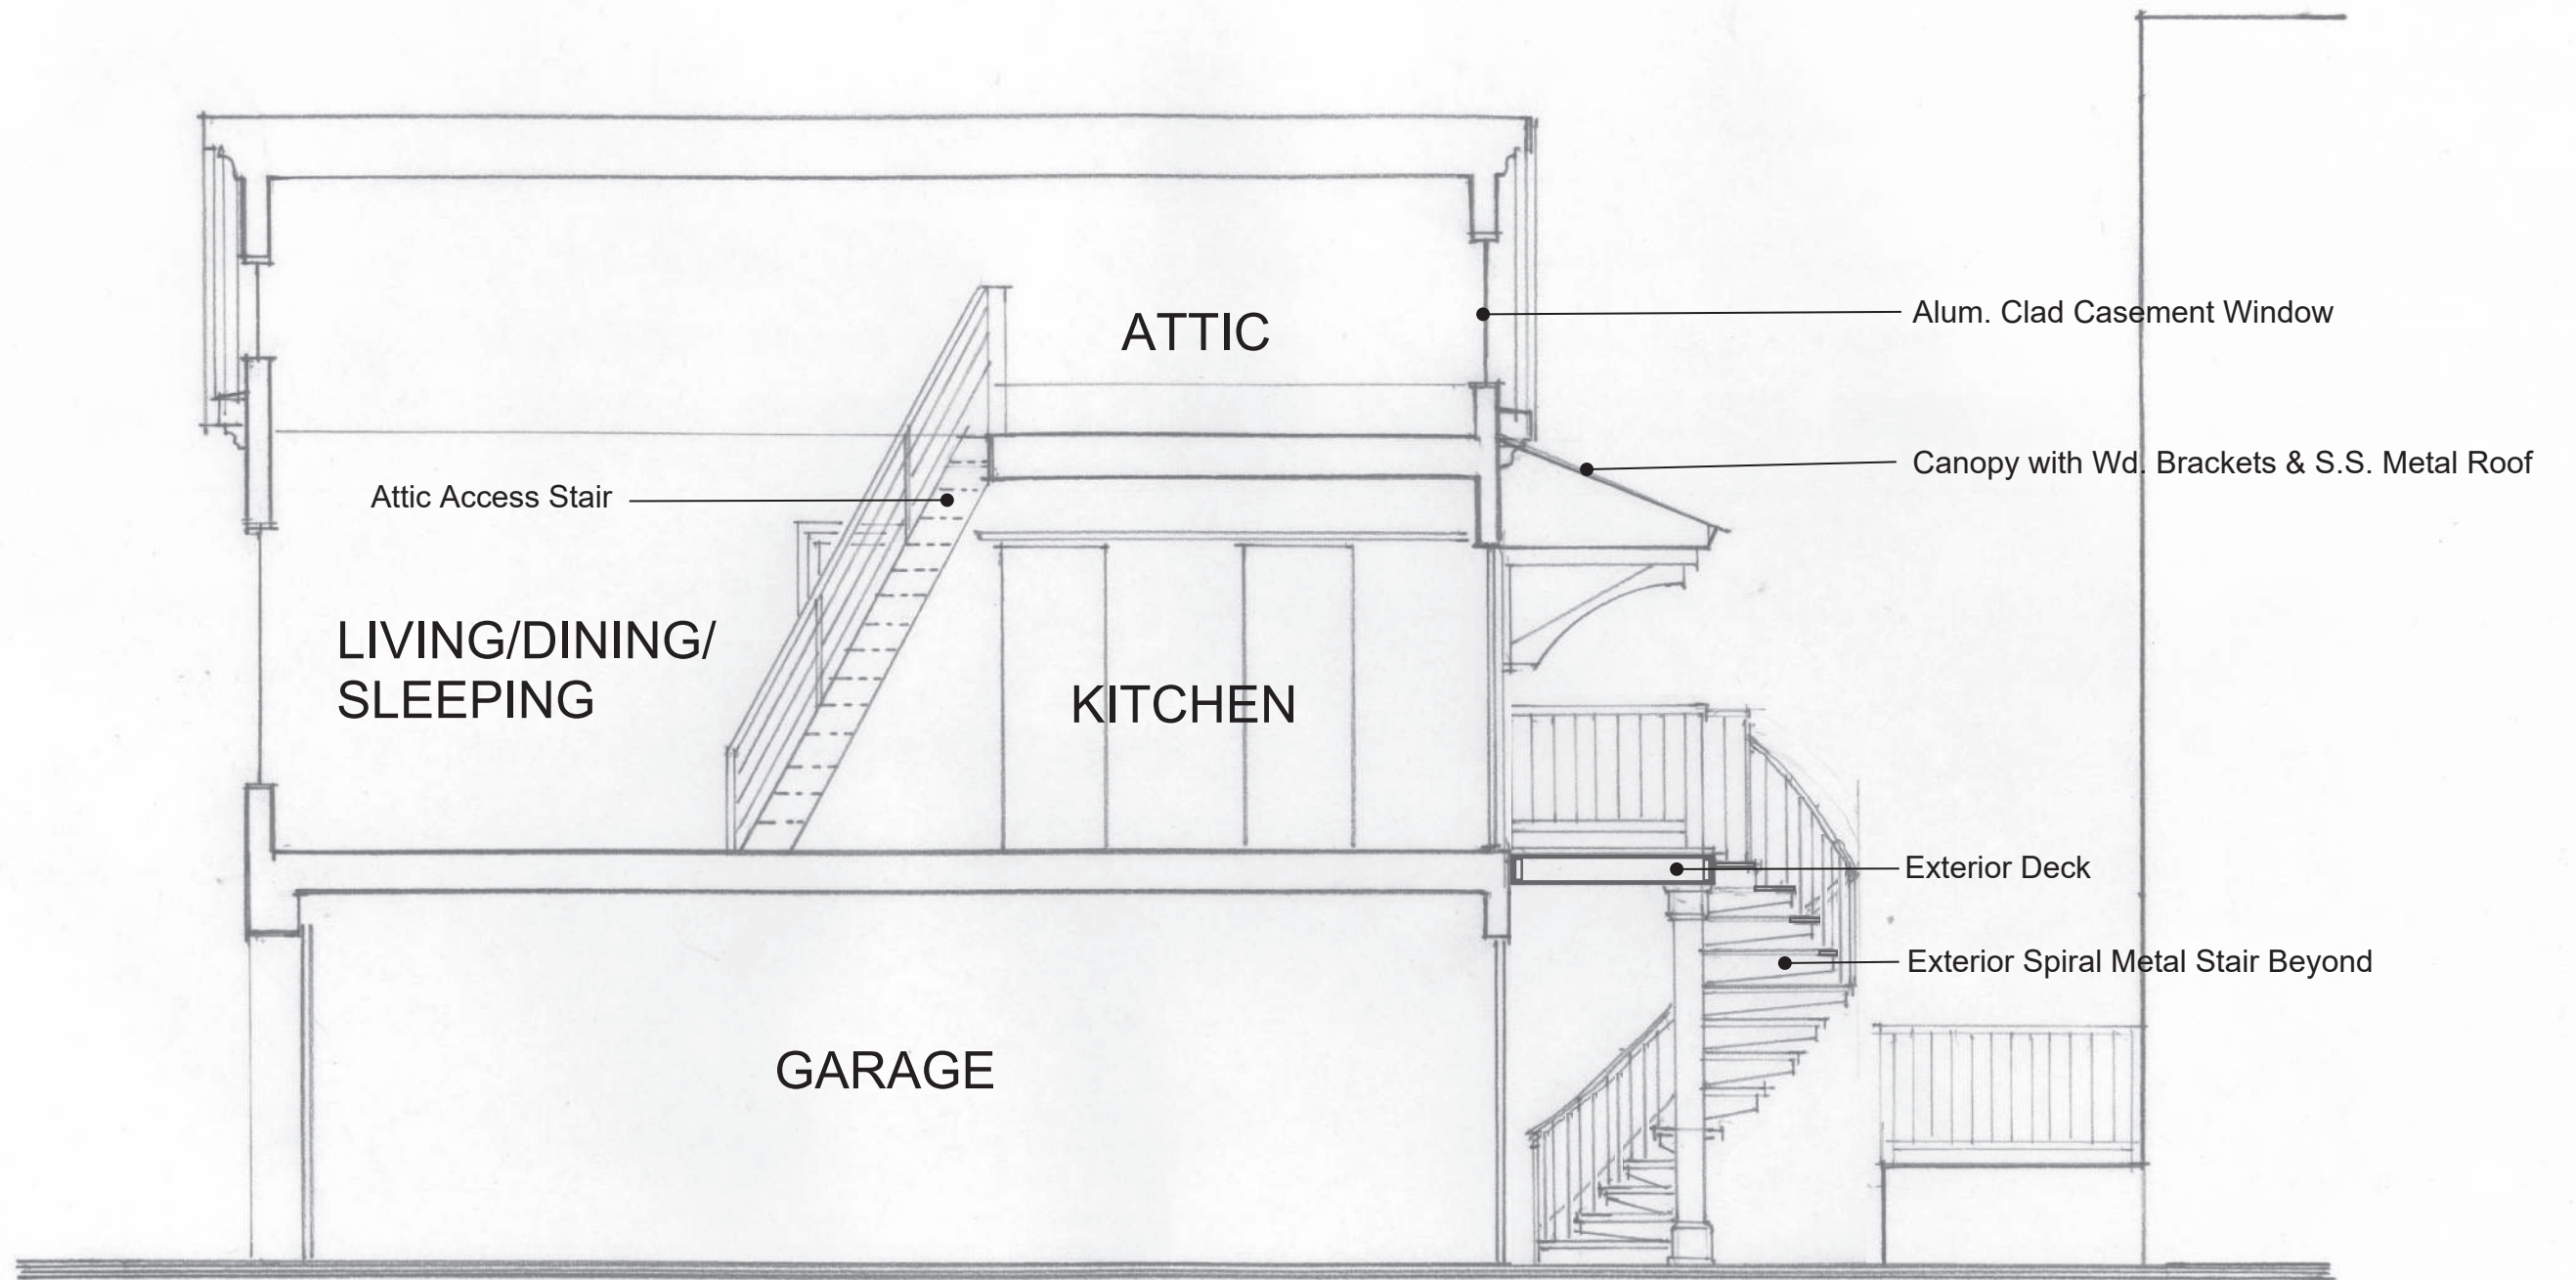 ATTIC
Alum. Clad Casement Window
Canopy with Wd. Brackets & S.S. Metal Roof
Attic Access Stair
LIVING/DINING/
SLEEPING
KITCHEN
Exterior Deck
Exterior Spiral Metal Stair Beyond
GARAGE